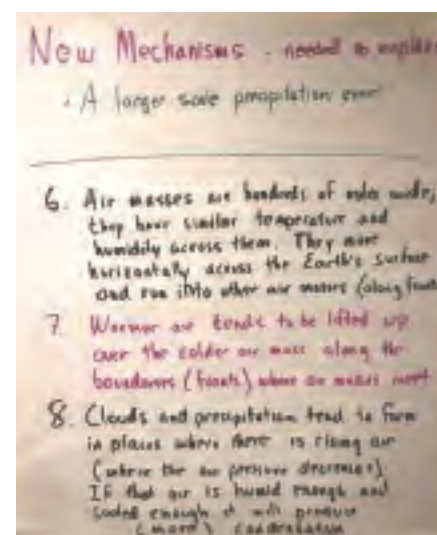 New Mechanisms - needed to explain
. A larger scale precipitation event
6. Air masses are hundreds of miles wide;
they have similar temperature and
humidity across them. They move
horizontally across the Earth's surface
and run into other air masses (along fronts
7. Warmer air tends to be lifted up
over the colder air mass along the
boundaries (fronts) where air masses meet
8. Clouds and precipitation tend to form
in places where there is rising air
(where the air pressure decreases).
IF that air is humid enough and
cooled enough it will produce
(more) condensation